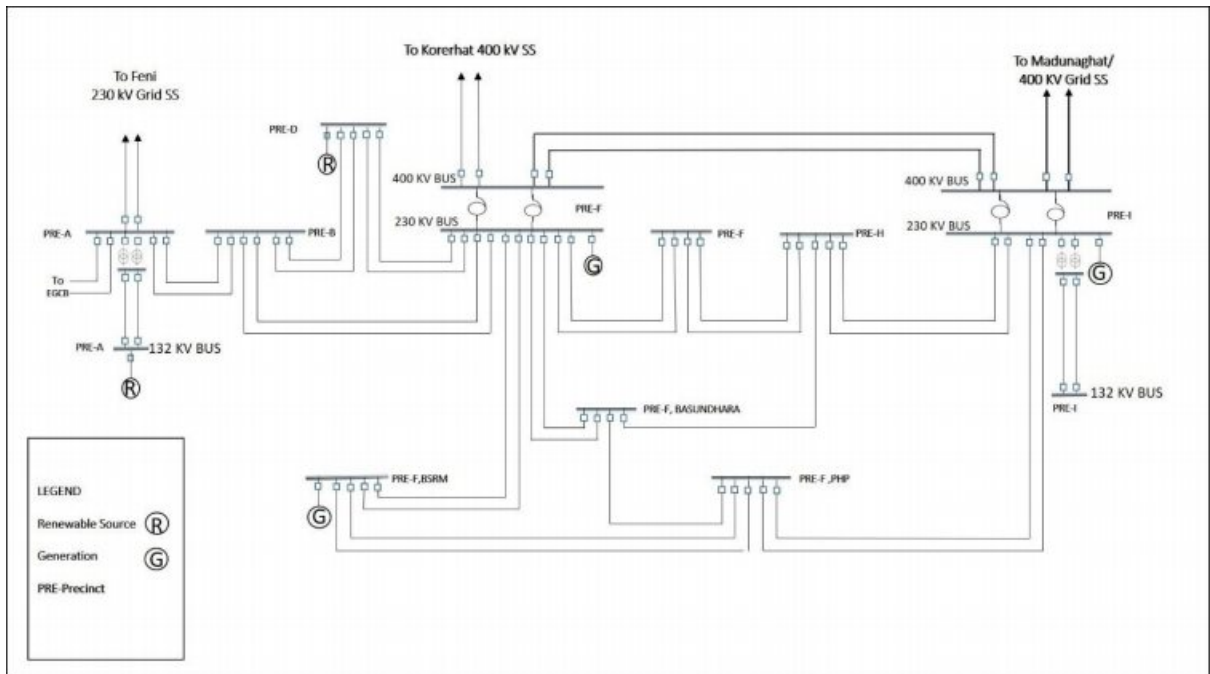 To Korerhat 400 kV SS
To Feni
230 kV Grid SS
To Madunaghat/
400 KV Grid SS
PRE-D
R
400 KV BUS
PRE-F
230 KV BUS
G
400 KV BUS
PRE-I
230 KV BUS
G
PRE-A
PRE-B
PRE-F
PRE-H
To
EGCB
PRE-A
132 KV BUS
R
132 KV BUS
PRE-I
PRE-F, BASUNDHARA
PRE-F,BSRM
G
PRE-F ,PHP
LEGEND
Renewable Source R
Generation G
PRE-Precinct